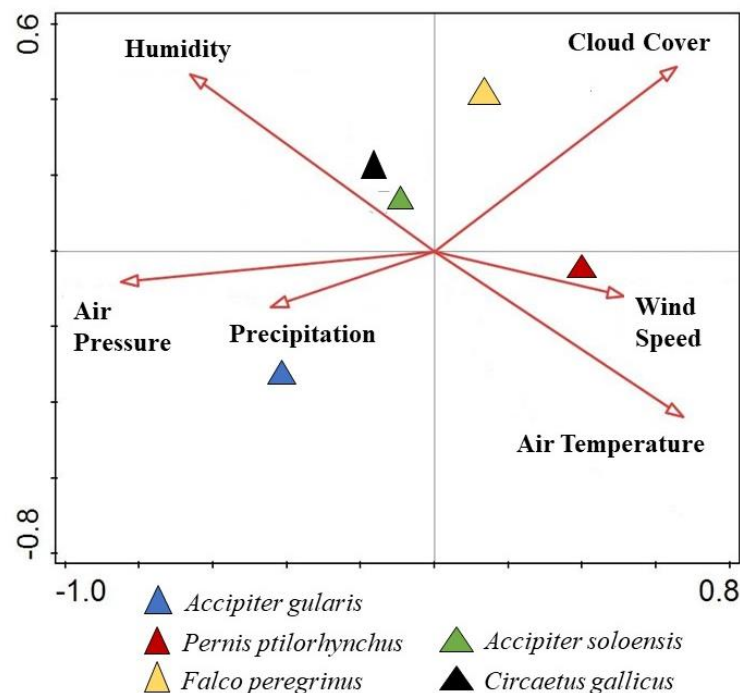 0.6
Humidity
Cloud Cover
Air
Pressure
Precipitation
Wind
Speed
Air Temperature
-0.8
-1.0
0.8
Accipiter gularis
Pernis ptilorhynchus
Accipiter soloensis
Falco peregrinus
Circaetus gallicus